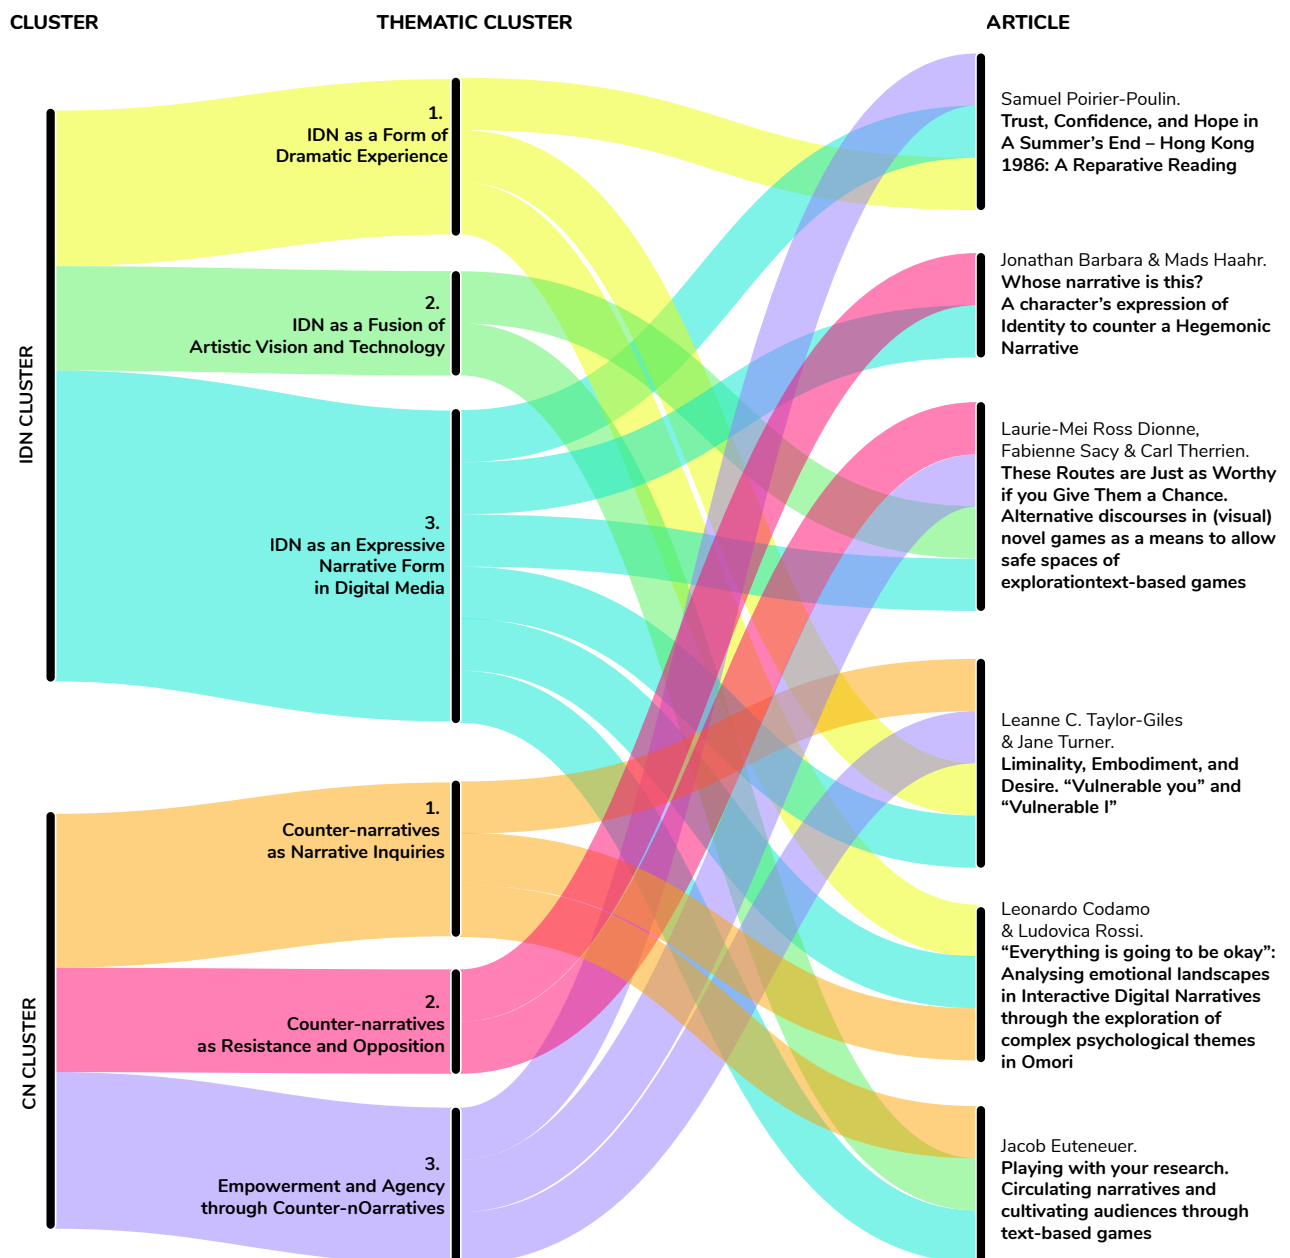 CLUSTER
THEMATIC CLUSTER
ARTICLE
IDN CLUSTER
CN CLUSTER
1.
IDN as a Form of
Dramatic Experience
2.
IDN as a Fusion of
Artistic Vision and Technology
3.
IDN as an Expressive
Narrative Form
in Digital Media
1.
Counter-narratives
as Narrative Inquiries
2.
Counter-narratives
as Resistance and Opposition
3.
Empowerment and Agency
through Counter-nOarratives
Samuel Poirier-Poulin.
Trust, Confidence, and Hope in
A Summer’s End – Hong Kong
1986: A Reparative Reading
Jonathan Barbara & Mads Haahr.
Whose narrative is this?
A character’s expression of
Identity to counter a Hegemonic
Narrative
Laurie-Mei Ross Dionne,
Fabienne Sacy & Carl Therrien.
These Routes are Just as Worthy
if you Give Them a Chance.
Alternative discourses in (visual)
novel games as a means to allow
safe spaces of
explorationtext-based games
Leanne C. Taylor-Giles
& Jane Turner.
Liminality, Embodiment, and
Desire. “Vulnerable you” and
“Vulnerable I”
Leonardo Codamo
& Ludovica Rossi.
“Everything is going to be okay”:
Analysing emotional landscapes
in Interactive Digital Narratives
through the exploration of
complex psychological themes
in Omori
Jacob Euteneuer.
Playing with your research.
Circulating narratives and
cultivating audiences through
text-based games